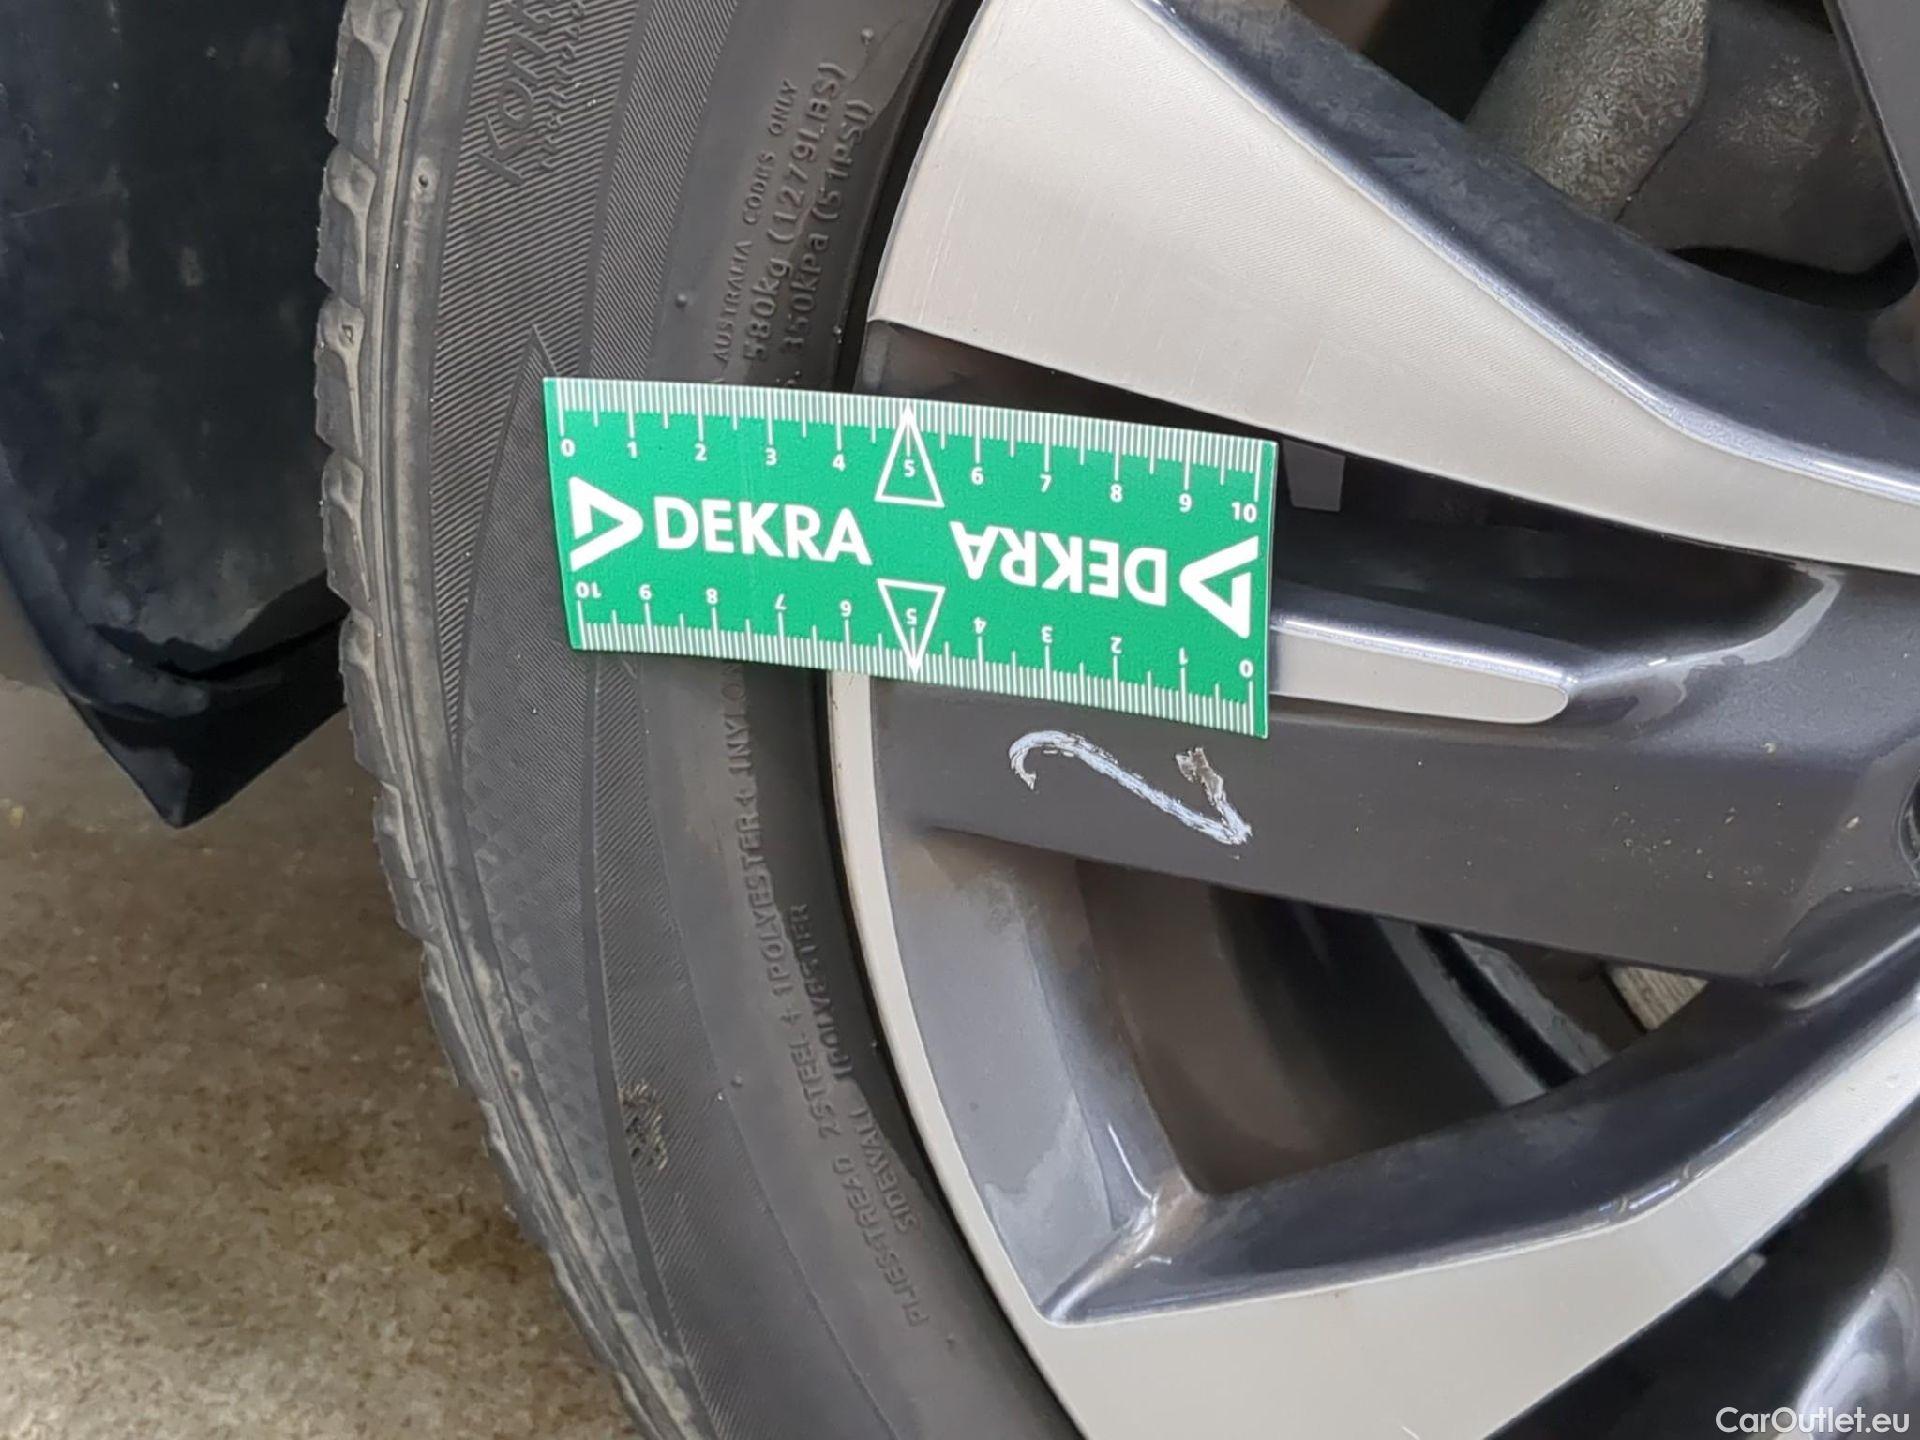 AUSTRALIA CODES ONLY
580kg (1279LBS)
350kPa (51PSI)
0 1 2 3 4 5 6 7 8 9 10
DEKRA DEKRA
10 9 8 7 6 5 4 3 2 1 0
PLIES:TREAD 2STEEL + 1POLYESTER + 1NYLON
SIDEWALL 1POLYESTER
CarOutlet.eu